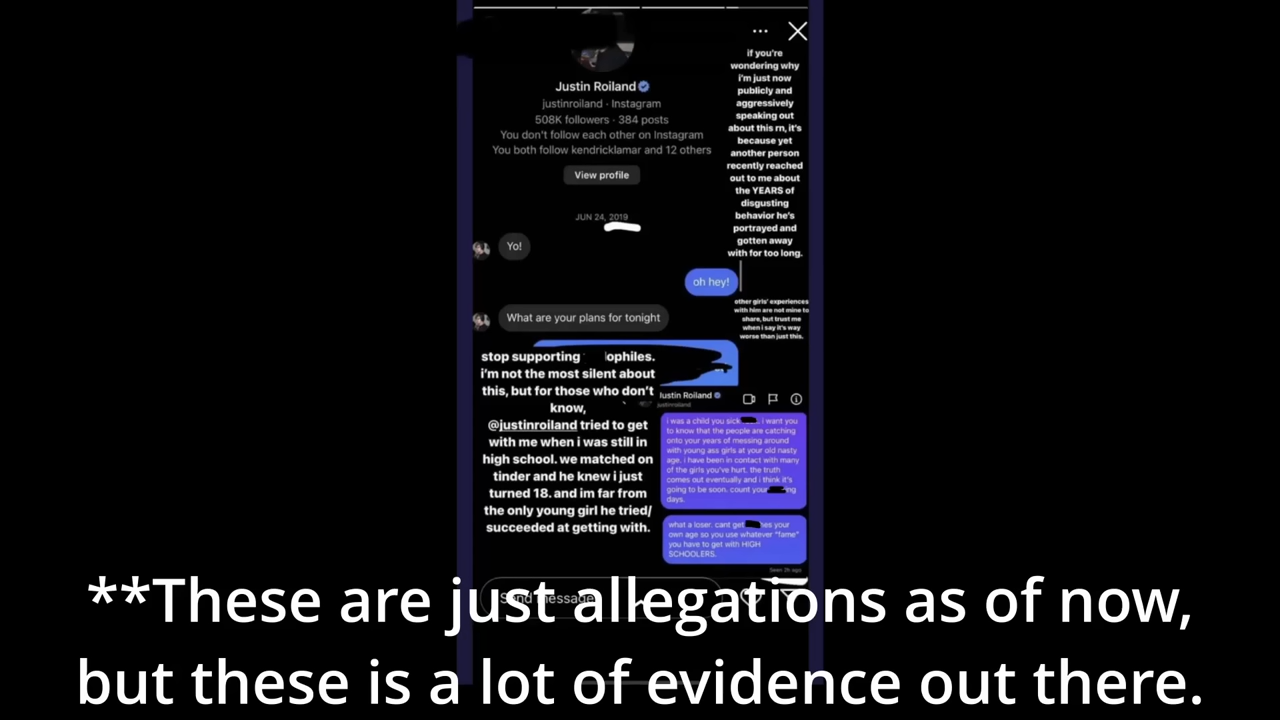 Justin Roiland
justinroiland · Instagram
508K followers · 384 posts
You don't follow each other on Instagram
You both follow kendricklamar and 12 others
View profile
JUN 24, 2019
Yo!
oh hey!
What are your plans for tonight
if you're
wondering why
i'm just now
publicly and
aggressively
speaking out
about this rn, it's
because yet
another person
recently reached
out to me about
the YEARS of
disgusting
behavior he's
portrayed and
gotten away
with for too long.
other girls' experiences
with him are not mine to
share, but trust me
when i say it's way
worse than just this.
stop supporting ophiles.
i'm not the most silent about
this, but for those who don't
know,
@justinroiland tried to get
with me when i was still in
high school. we matched on
tinder and he knew i just
turned 18. and im far from
the only young girl he tried/
succeeded at getting with.
Justin Roiland
justinroiland
i was a child you sick . i want you
to know that the people are catching
onto your years of messing around
with young ass girls at your old nasty
age. i have been in contact with many
of the girls you've hurt. the truth
comes out eventually and i think it's
going to be soon. count your ng
days.
what a loser. cant get hes your
own age so you use whatever "fame"
you have to get with HIGH
SCHOOLERS.
Seen 2h ago
Send message
**These are just allegations as of now,
but these is a lot of evidence out there.